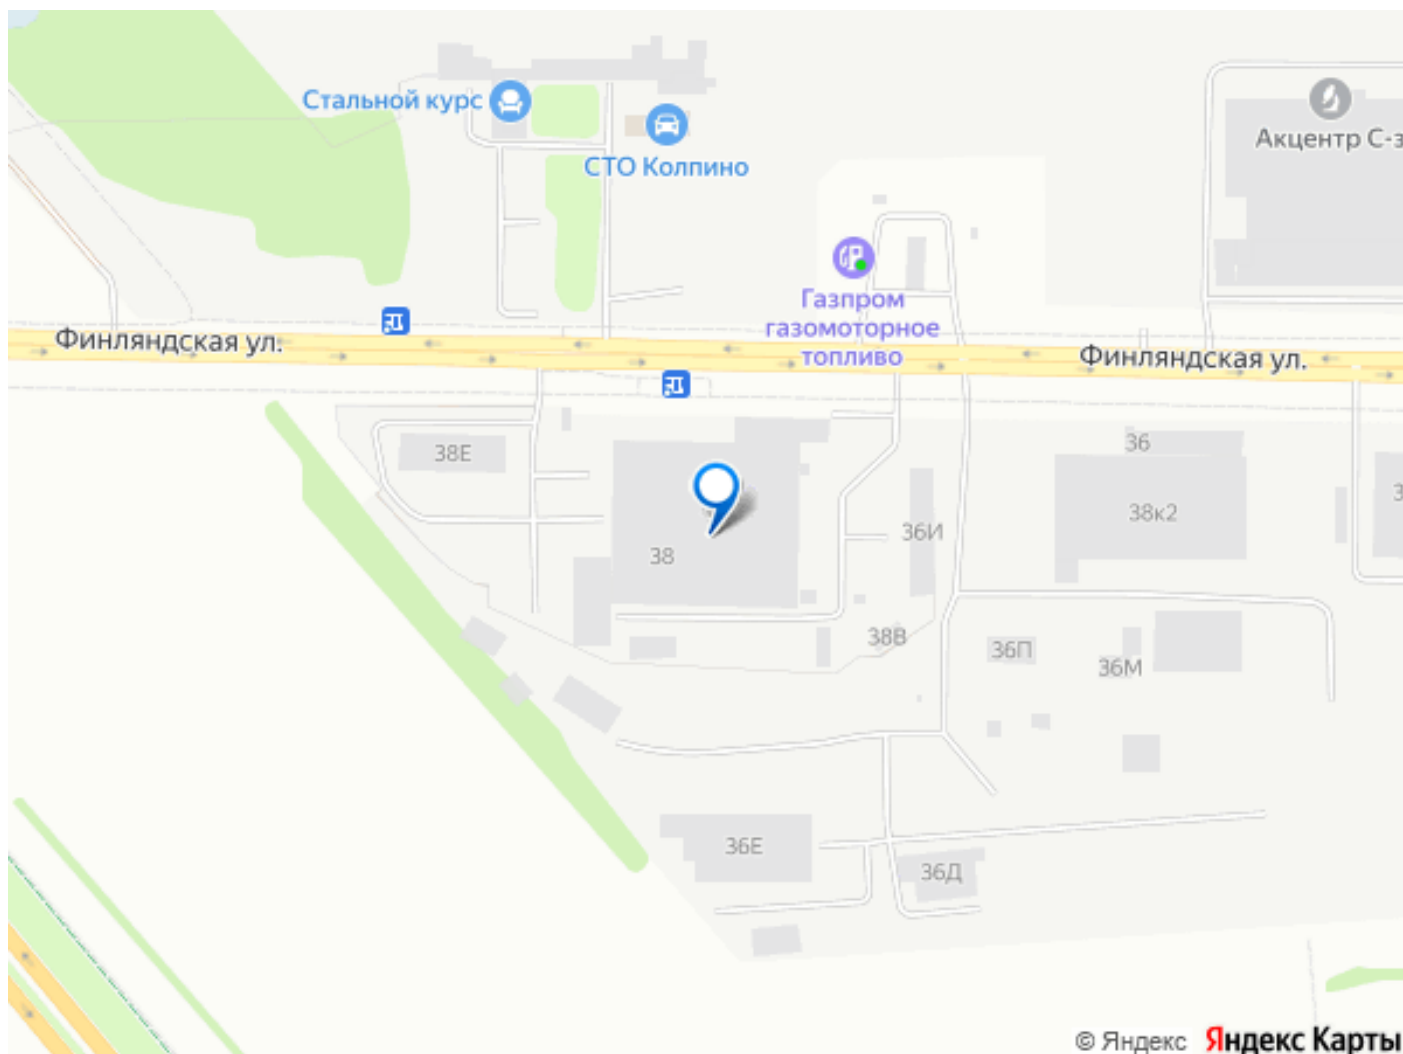 Стальной курс
СТО Колпино
Акцентр С-з
Газпром
газомоторное
топливо
Финляндская ул.
Финляндская ул.
38Е
36
38к2
38
36И
38В
36П
36М
36Е
36Д
© Яндекс Яндекс Карты